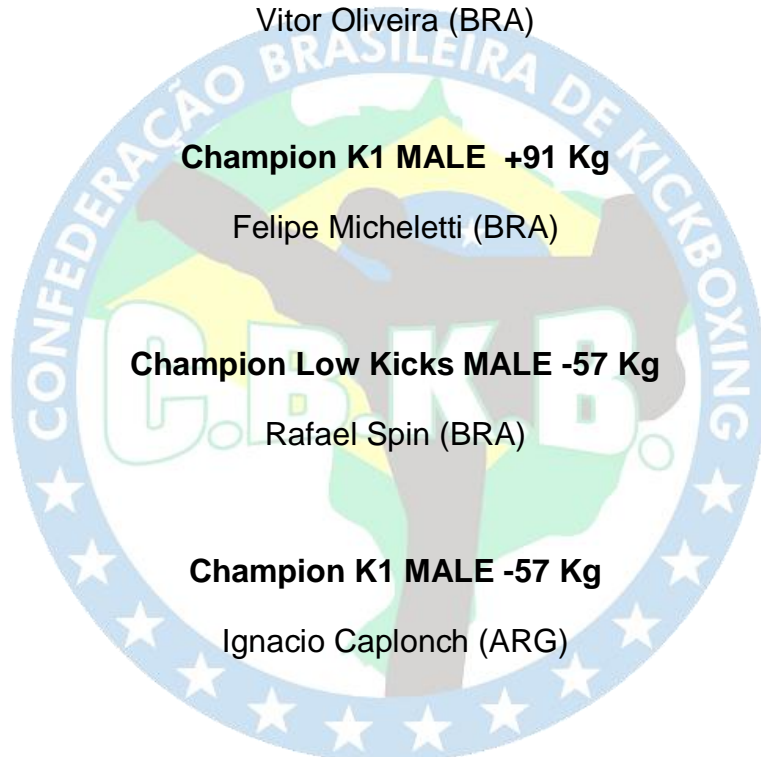 Vitor Oliveira (BRA)
CONFEDERAÇÃO BRASILEIRA DE KICKBOXING
Champion K1 MALE +91 Kg
Felipe Micheletti (BRA)
Champion Low Kicks MALE -57 Kg
C.B.K.B.
Rafael Spin (BRA)
Champion K1 MALE -57 Kg
Ignacio Caplonch (ARG)